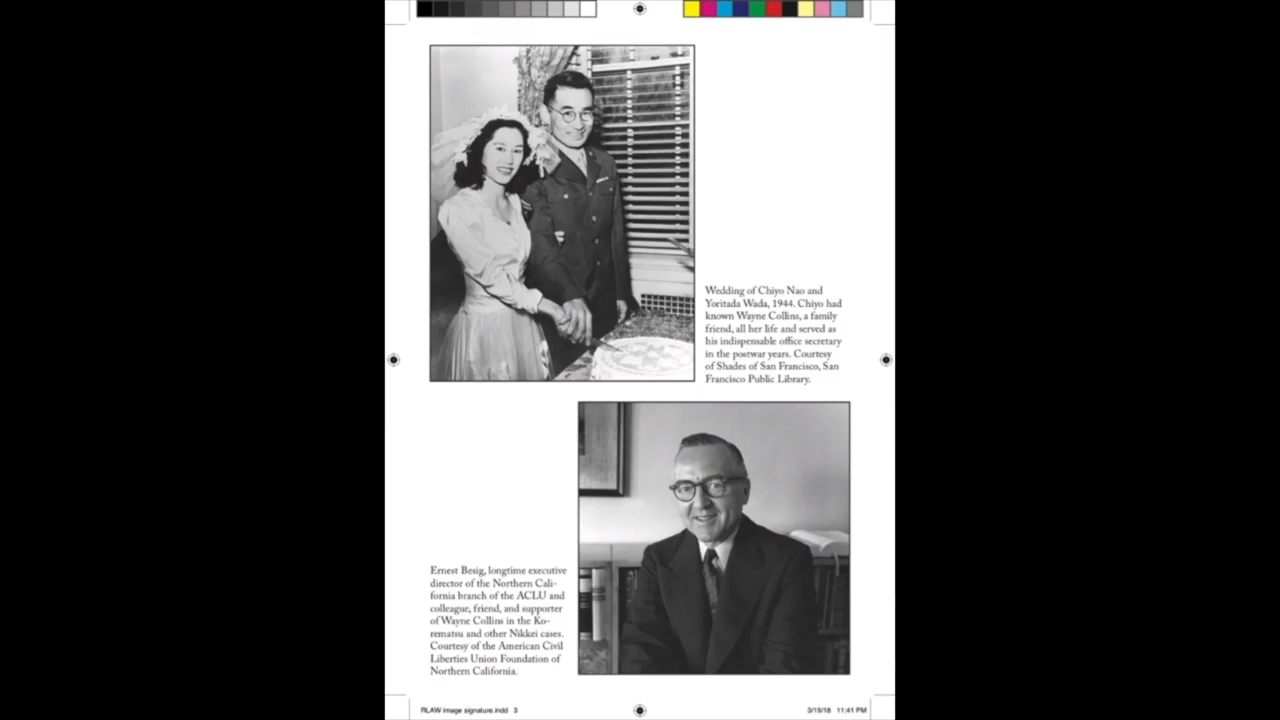 Wedding of Chiyo Nao and
Yoritada Wada, 1944. Chiyo had
known Wayne Collins, a family
friend, all her life and served as
his indispensable office secretary
in the postwar years. Courtesy
of Shades of San Francisco, San
Francisco Public Library.
Ernest Besig, longtime executive
director of the Northern Cali-
fornia branch of the ACLU and
colleague, friend, and supporter
of Wayne Collins in the Ko-
rematsu and other Nikkei cases.
Courtesy of the American Civil
Liberties Union Foundation of
Northern California.
RLAW image signature.indd 3
3/19/18 11:41 PM